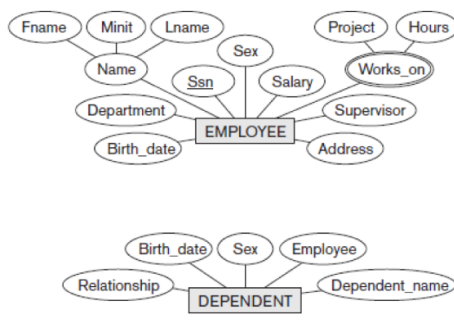 Fname Minit Lname Project Hours
Sex
Name Works_on
Ssn Salary
Department Supervisor
EMPLOYEE
Birth_date Address
Birth_date Sex Employee
Relationship Dependent_name
DEPENDENT